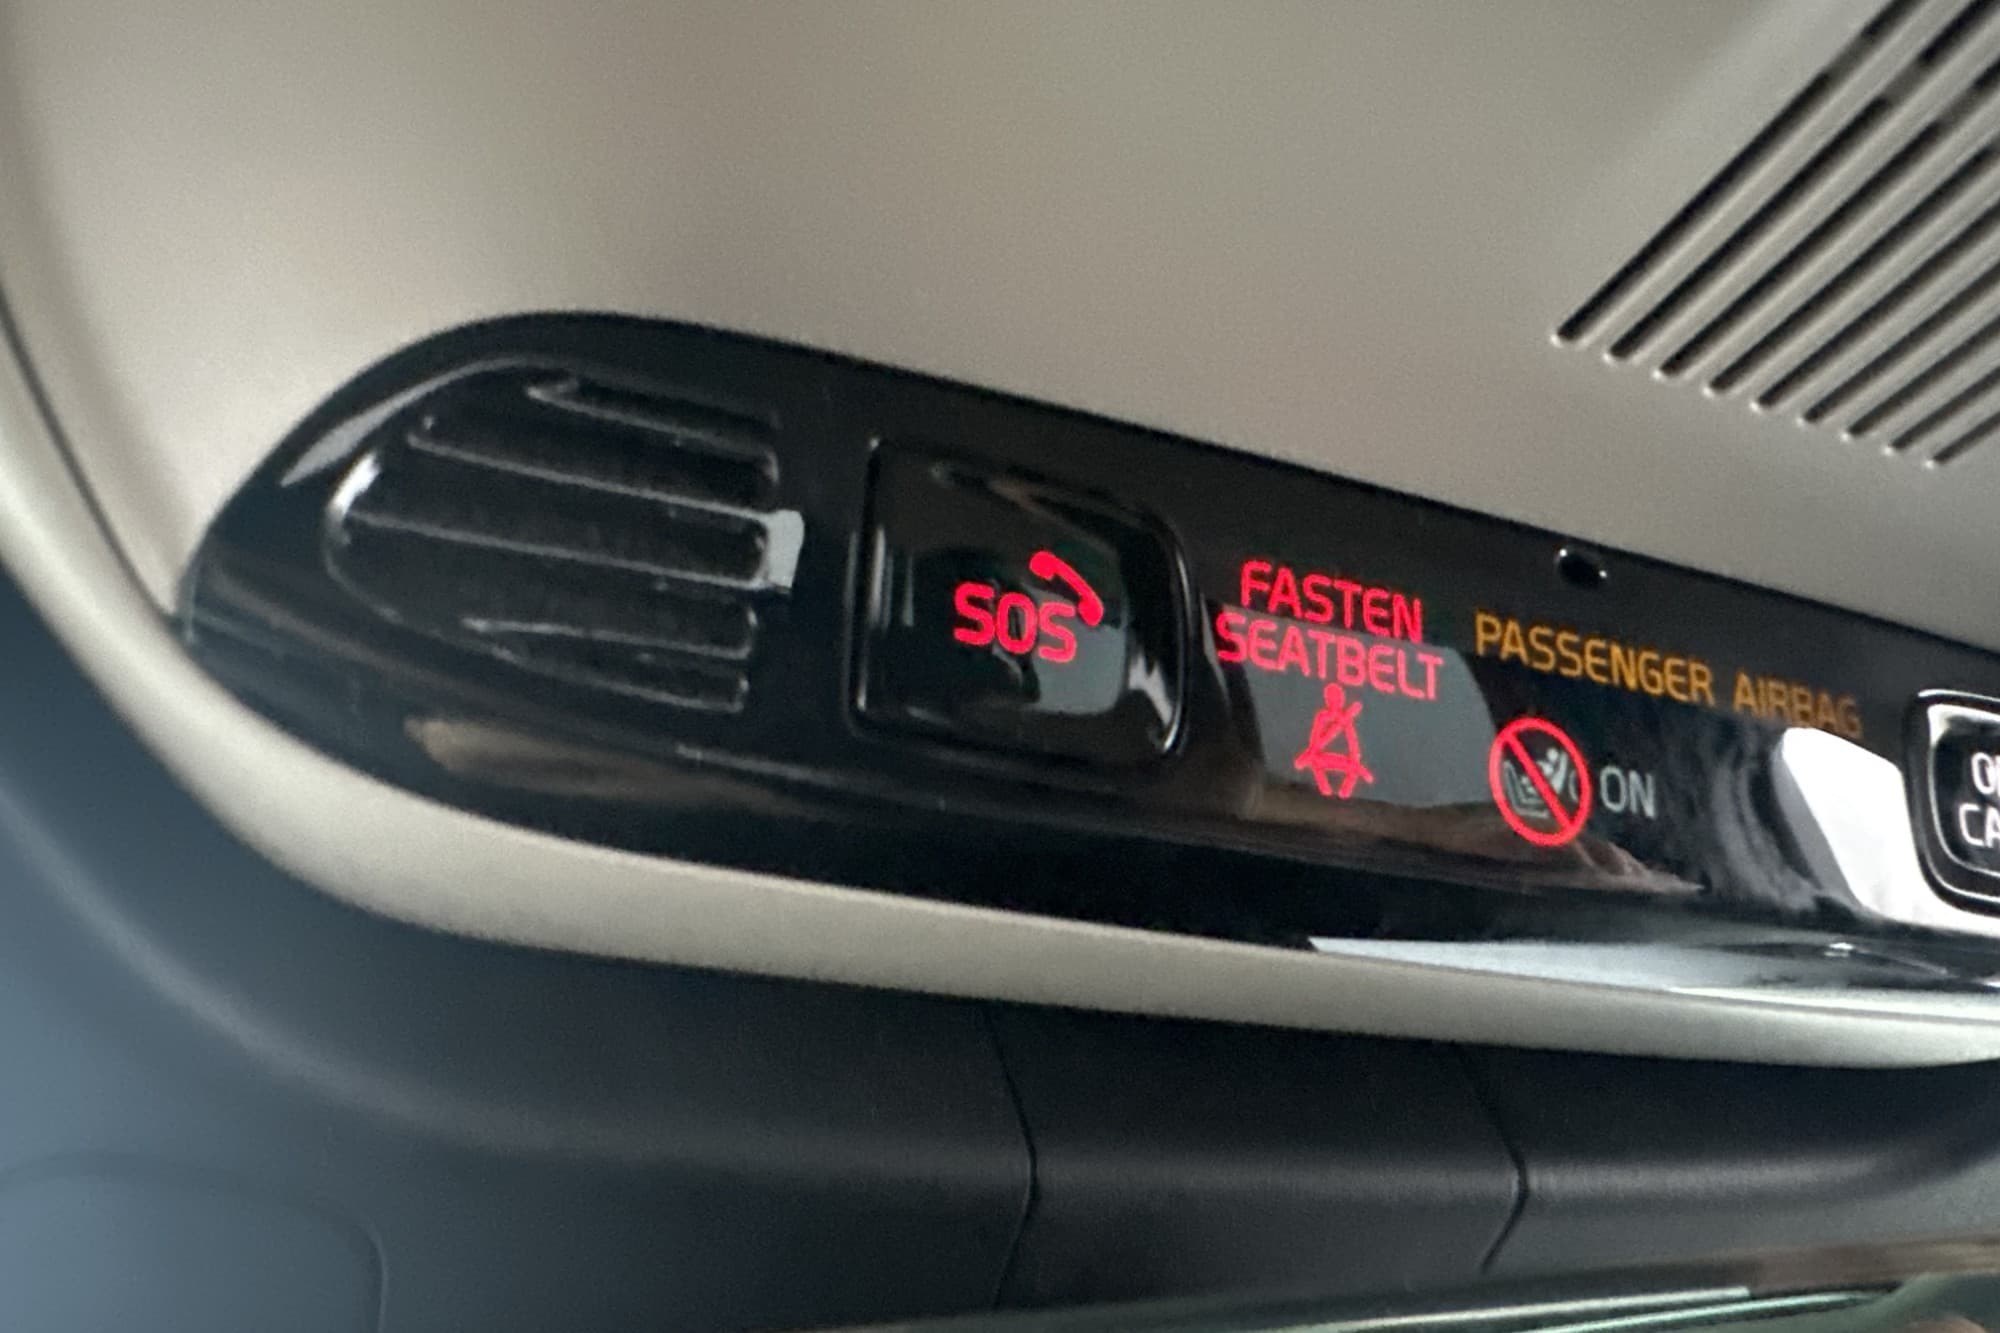 SOS
FASTEN
SEATBELT
PASSENGER AIRBAG
ON